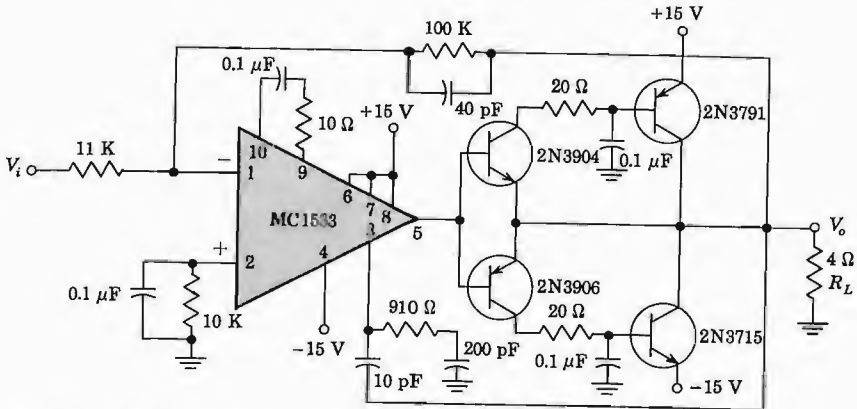 +15 V
100 K
0.1 μF
20 Ω
+15 V
40 pF
2N3791
10 Ω
2N3904
0.1 μF
11 K
V_i
10
9
−
1
6
7
8
MC1533
3
5
V_o
+
2
4
4 Ω
R_L
2N3906
910 Ω
20 Ω
0.1 μF
10 K
2N3715
−15 V
200 pF
0.1 μF
10 pF
−15 V